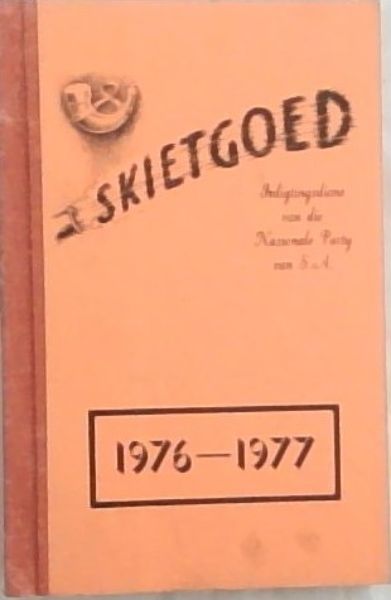 SKIETGOED
Inligtingsdiens
van die
Nasionale Party
van S.A.
1976—1977